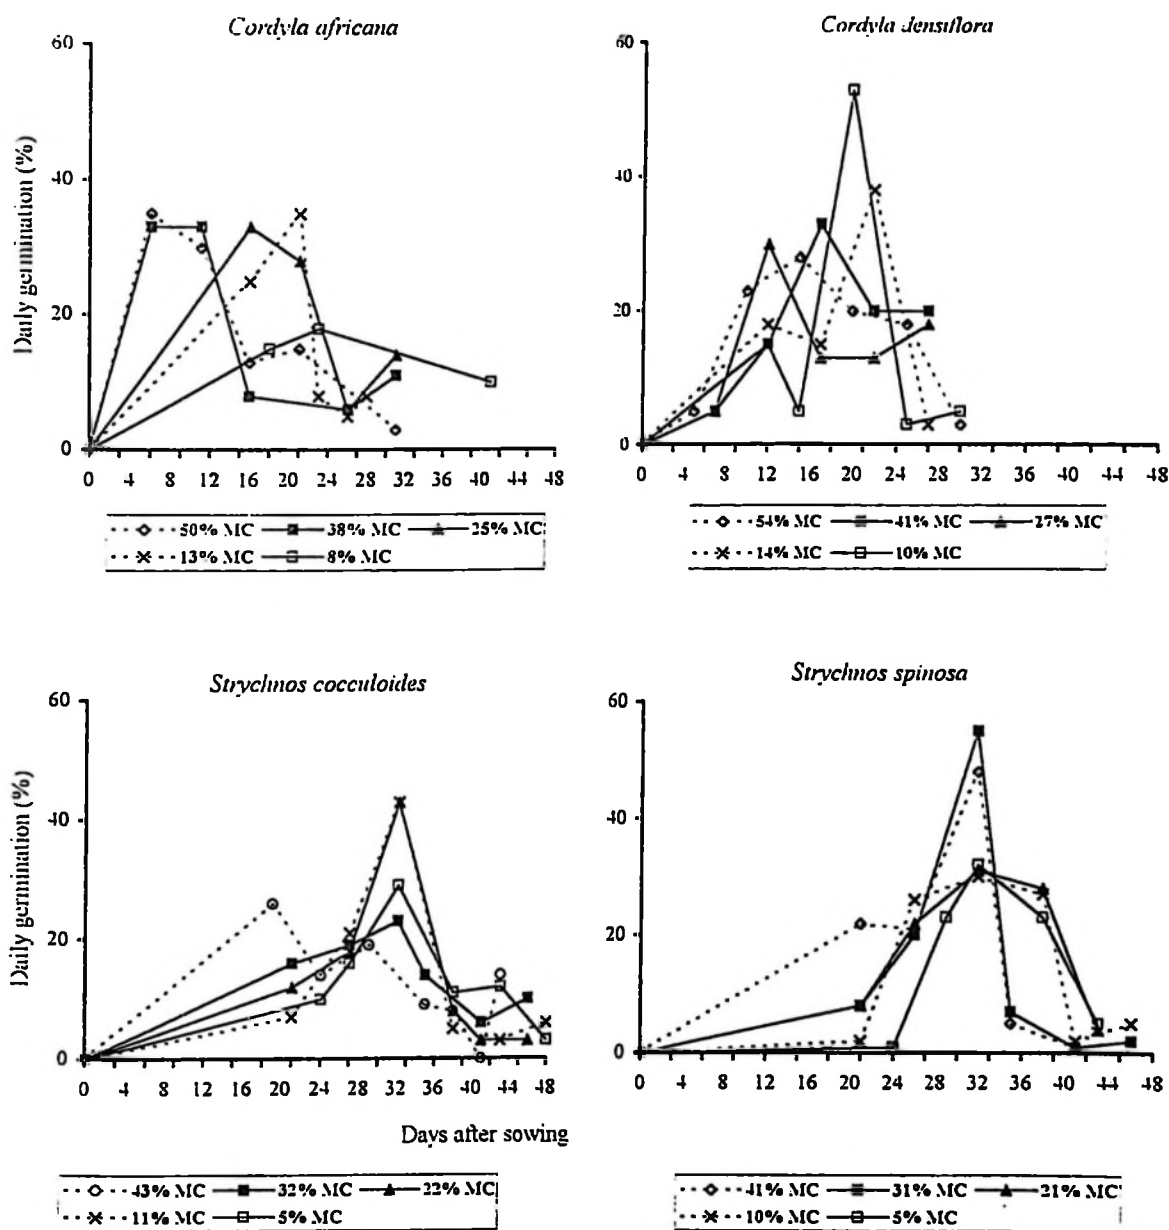 Cordyla africana
Cordyla densiflora
60
40
20
0
Daily germination (%)
0 4 8 12 16 20 24 28 32 36 40 44 48
50% MC 38% MC 25% MC
13% MC 8% MC
60
40
20
0
0 4 8 12 16 20 24 28 32 36 40 44 48
54% MC 41% MC 27% MC
14% MC 10% MC
Strychnos cocculoides
Strychnos spinosa
60
40
20
0
Daily germination (%)
0 4 8 12 16 20 24 28 32 36 40 44 48
60
40
20
0
0 4 8 12 16 20 24 28 32 36 40 44 48
Days after sowing
43% MC 32% MC 22% MC
11% MC 5% MC
41% MC 31% MC 21% MC
10% MC 5% MC